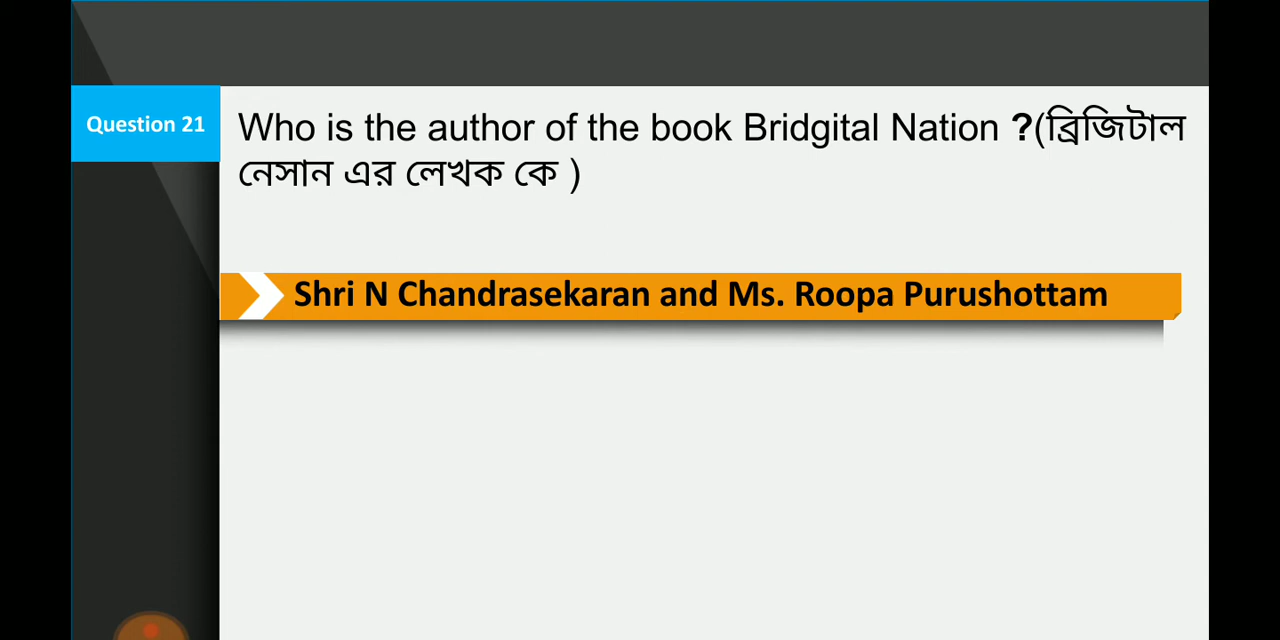 Question 21
Who is the author of the book Bridgital Nation ?(ব্রিজিটাল
নেসান এর লেখক কে )
Shri N Chandrasekaran and Ms. Roopa Purushottam